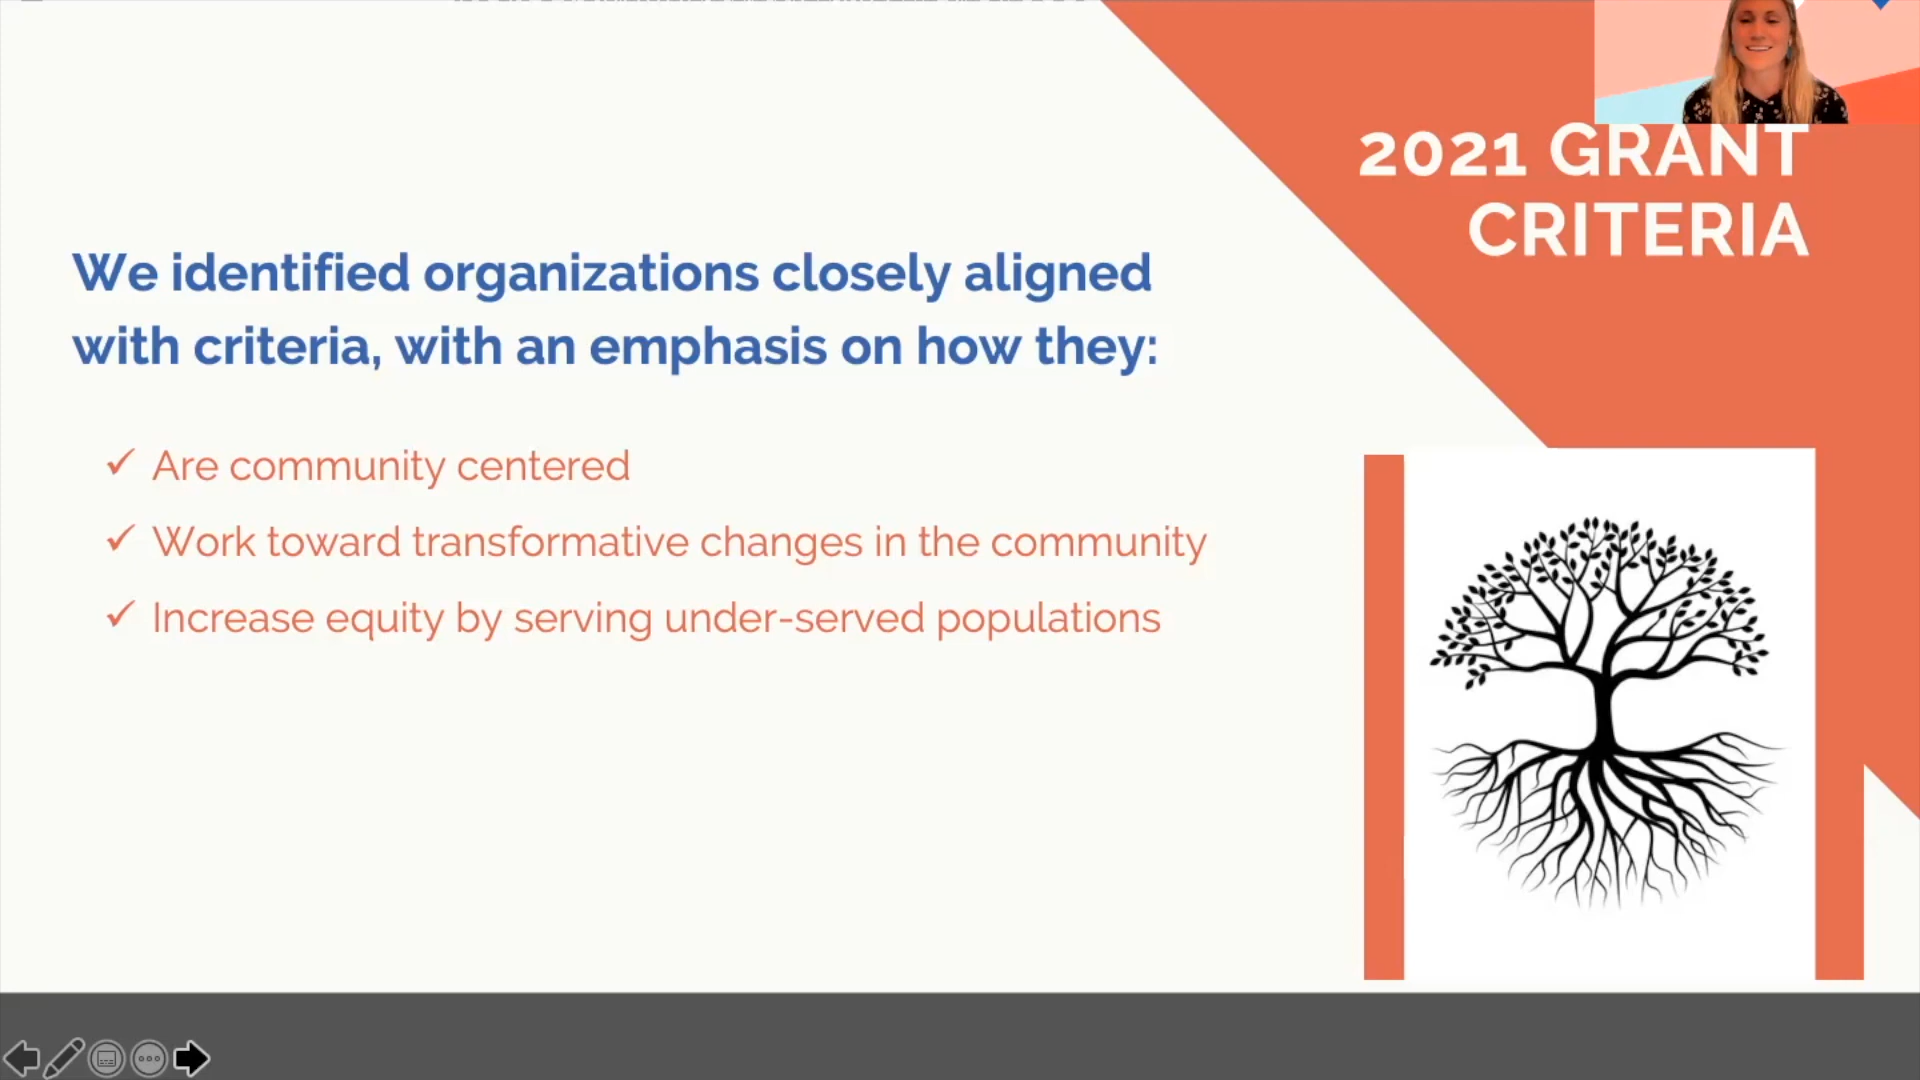 2021 GRANT
CRITERIA
We identified organizations closely aligned
with criteria, with an emphasis on how they:
✓ Are community centered
✓ Work toward transformative changes in the community
✓ Increase equity by serving under-served populations